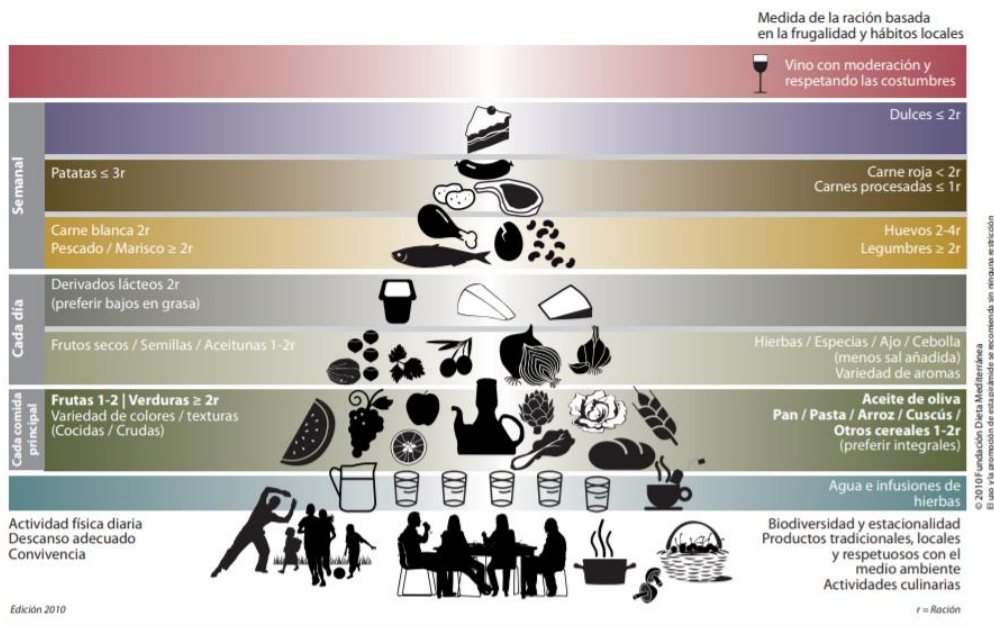 Medida de la ración basada
en la frugalidad y hábitos locales
Vino con moderación y
respetando las costumbres
Semanal
Dulces ≤ 2r
Patatas ≤ 3r
Carne roja < 2r
Carnes procesadas ≤ 1r
Carne blanca 2r
Pescado / Marisco ≥ 2r
Huevos 2-4r
Legumbres ≥ 2r
Cada día
Derivados lácteos 2r
(preferir bajos en grasa)
Frutos secos / Semillas / Aceitunas 1-2r
Hierbas / Especias / Ajo / Cebolla
(menos sal añadida)
Variedad de aromas
Cada comida
principal
Frutas 1-2 | Verduras ≥ 2r
Variedad de colores / texturas
(Cocidas / Crudas)
Aceite de oliva
Pan / Pasta / Arroz / Cuscús /
Otros cereales 1-2r
(preferir integrales)
Agua e infusiones de
hierbas
Actividad física diaria
Descanso adecuado
Convivencia
Biodiversidad y estacionalidad
Productos tradicionales, locales
y respetuosos con el
medio ambiente
Actividades culinarias
Edición 2010
r = Ración
© 2010 Fundación Dieta Mediterránea
El uso y la promoción de esta pirámide se recomienda sin ninguna restricción